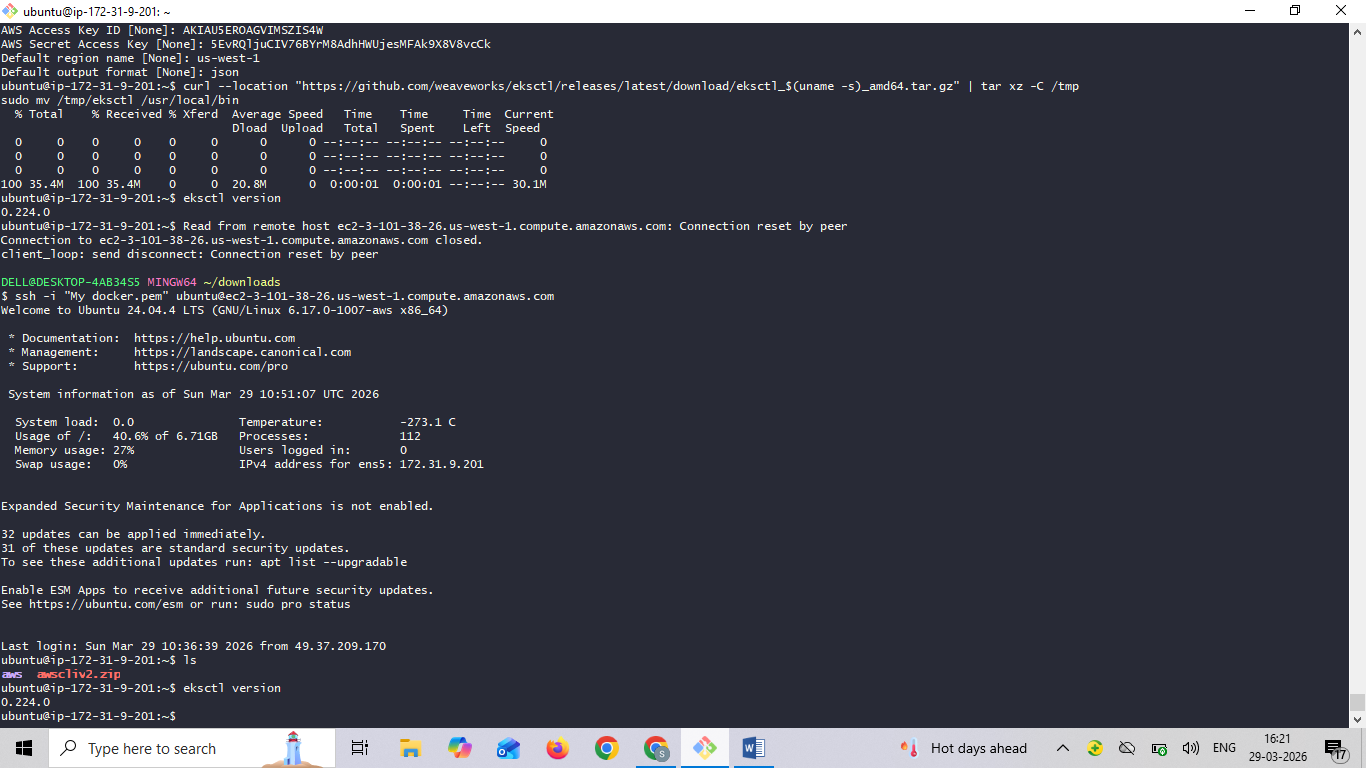 ubuntu@ip-172-31-9-201: ~
AWS Access Key ID [None]: AKIAU5EROAGVIMSZIS4W
AWS Secret Access Key [None]: 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
Default region name [None]: us-west-1
Default output format [None]: json
ubuntu@ip-172-31-9-201:~$ curl --location "https://github.com/weaveworks/eksctl/releases/latest/download/eksctl_$(uname -s)_amd64.tar.gz" | tar xz -C /tmp
sudo mv /tmp/eksctl /usr/local/bin
% Total % Received % Xferd Average Speed Time Time Time Current
Dload Upload Total Spent Left Speed
0 0 0 0 0 0 0 0 --:--:-- --:--:-- --:--:-- 0
0 0 0 0 0 0 0 0 --:--:-- --:--:-- --:--:-- 0
0 0 0 0 0 0 0 0 --:--:-- --:--:-- --:--:-- 0
100 35.4M 100 35.4M 0 0 20.8M 0 0:00:01 0:00:01 --:--:-- 30.1M
ubuntu@ip-172-31-9-201:~$ eksctl version
0.224.0
ubuntu@ip-172-31-9-201:~$ Read from remote host ec2-3-101-38-26.us-west-1.compute.amazonaws.com: Connection reset by peer
Connection to ec2-3-101-38-26.us-west-1.compute.amazonaws.com closed.
client_loop: send disconnect: Connection reset by peer
DELL@DESKTOP-4AB34S5 MINGW64 ~/downloads
$ ssh -i "My docker.pem" ubuntu@ec2-3-101-38-26.us-west-1.compute.amazonaws.com
Welcome to Ubuntu 24.04.4 LTS (GNU/Linux 6.17.0-1007-aws x86_64)
* Documentation: https://help.ubuntu.com
* Management: https://landscape.canonical.com
* Support: https://ubuntu.com/pro
System information as of Sun Mar 29 10:51:07 UTC 2026
System load: 0.0 Temperature: -273.1 C
Usage of /: 40.6% of 6.71GB Processes: 112
Memory usage: 27% Users logged in: 0
Swap usage: 0% IPv4 address for ens5: 172.31.9.201
Expanded Security Maintenance for Applications is not enabled.
32 updates can be applied immediately.
31 of these updates are standard security updates.
To see these additional updates run: apt list --upgradable
Enable ESM Apps to receive additional future security updates.
See https://ubuntu.com/esm or run: sudo pro status
Last login: Sun Mar 29 10:36:39 2026 from 49.37.209.170
ubuntu@ip-172-31-9-201:~$ ls
aws awscliv2.zip
ubuntu@ip-172-31-9-201:~$ eksctl version
0.224.0
ubuntu@ip-172-31-9-201:~$
Type here to search
Hot days ahead
ENG
16:21
29-03-2026
17